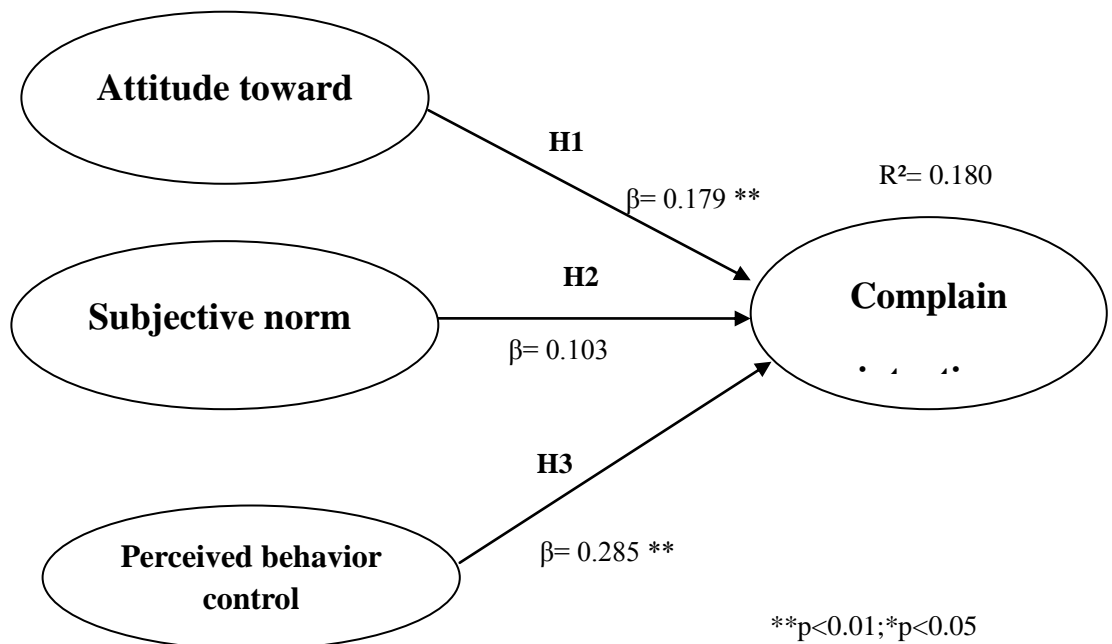 Attitude toward
H1
R²= 0.180
β= 0.179 **
H2
Complain
Subjective norm
β= 0.103
H3
Perceived behavior
control
β= 0.285 **
**p<0.01;*p<0.05